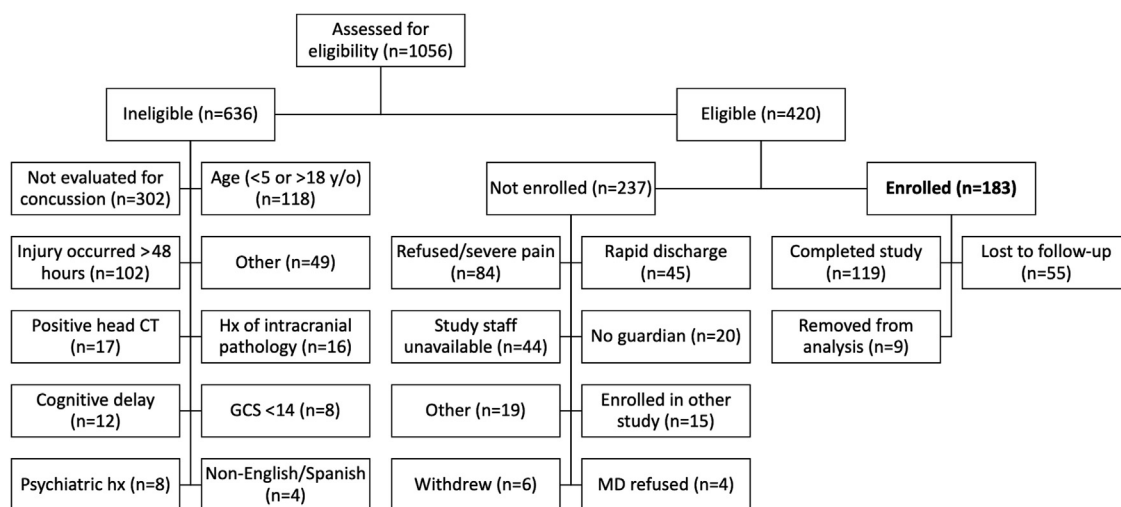 Assessed for
eligibility (n=1056)
Ineligible (n=636)
Eligible (n=420)
Not evaluated for
concussion (n=302)
Age (<5 or >18 y/o)
(n=118)
Injury occurred >48
hours (n=102)
Other (n=49)
Positive head CT
(n=17)
Hx of intracranial
pathology (n=16)
Cognitive delay
(n=12)
GCS <14 (n=8)
Psychiatric hx (n=8)
Non-English/Spanish
(n=4)
Not enrolled (n=237)
Enrolled (n=183)
Refused/severe pain
(n=84)
Rapid discharge
(n=45)
Study staff
unavailable (n=44)
No guardian (n=20)
Other (n=19)
Enrolled in other
study (n=15)
Withdrew (n=6)
MD refused (n=4)
Completed study
(n=119)
Lost to follow-up
(n=55)
Removed from
analysis (n=9)